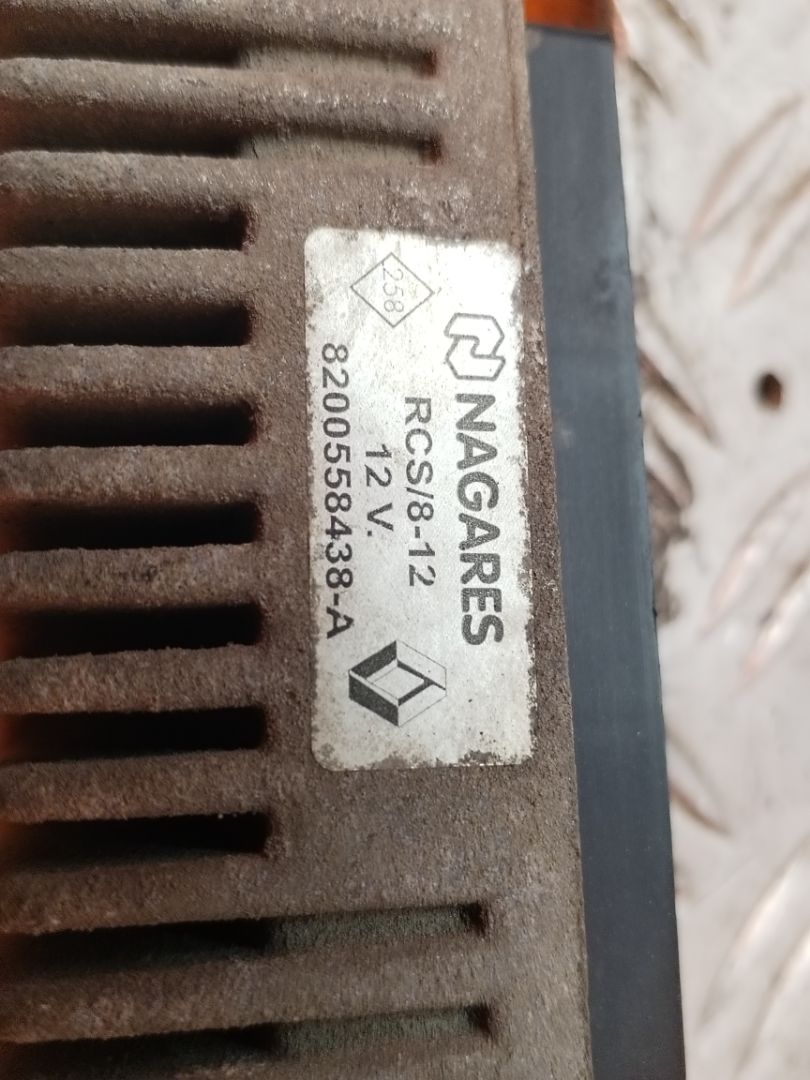 258
NAGARES
RCS/8-12
12 V.
8200558438-A